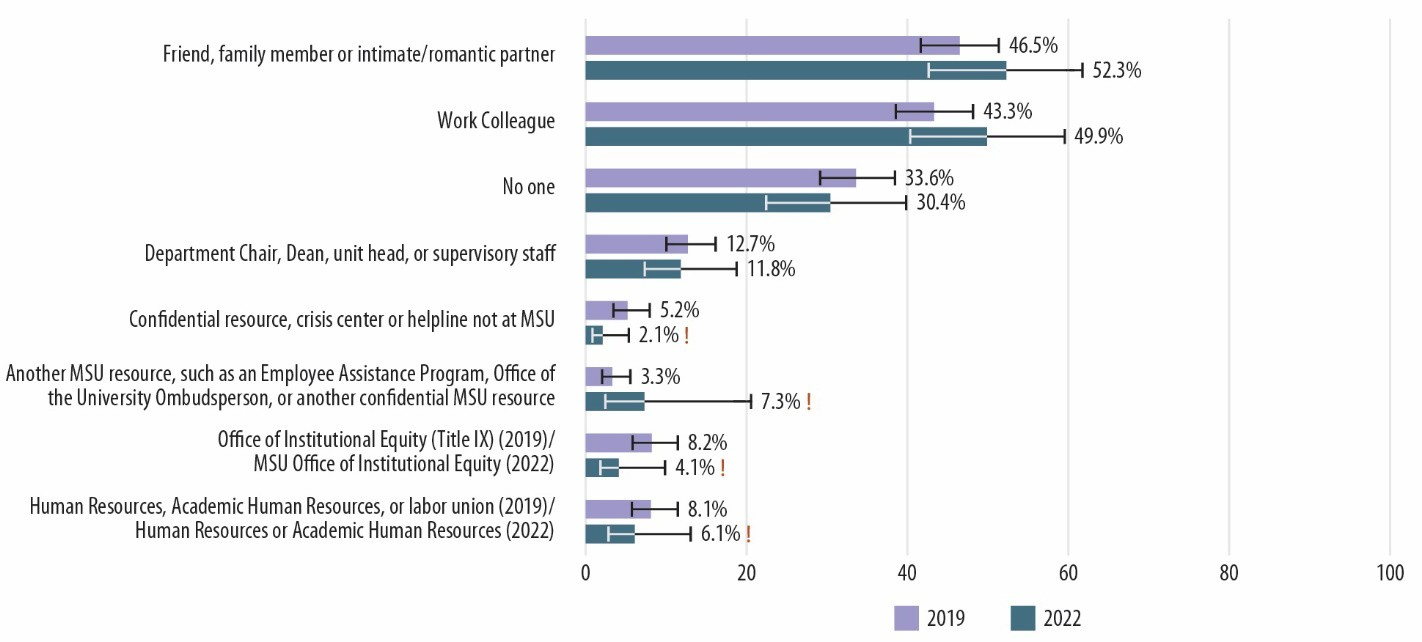 Friend, family member or intimate/romantic partner
46.5%
52.3%
Work Colleague
43.3%
49.9%
No one
33.6%
30.4%
Department Chair, Dean, unit head, or supervisory staff
12.7%
11.8%
Confidential resource, crisis center or helpline not at MSU
5.2%
2.1% !
Another MSU resource, such as an Employee Assistance Program, Office of
the University Ombudsperson, or another confidential MSU resource
3.3%
7.3% !
Office of Institutional Equity (Title IX) (2019)/
MSU Office of Institutional Equity (2022)
8.2%
4.1% !
Human Resources, Academic Human Resources, or labor union (2019)/
Human Resources or Academic Human Resources (2022)
8.1%
6.1% !
0 20 40 60 80 100
2019 2022